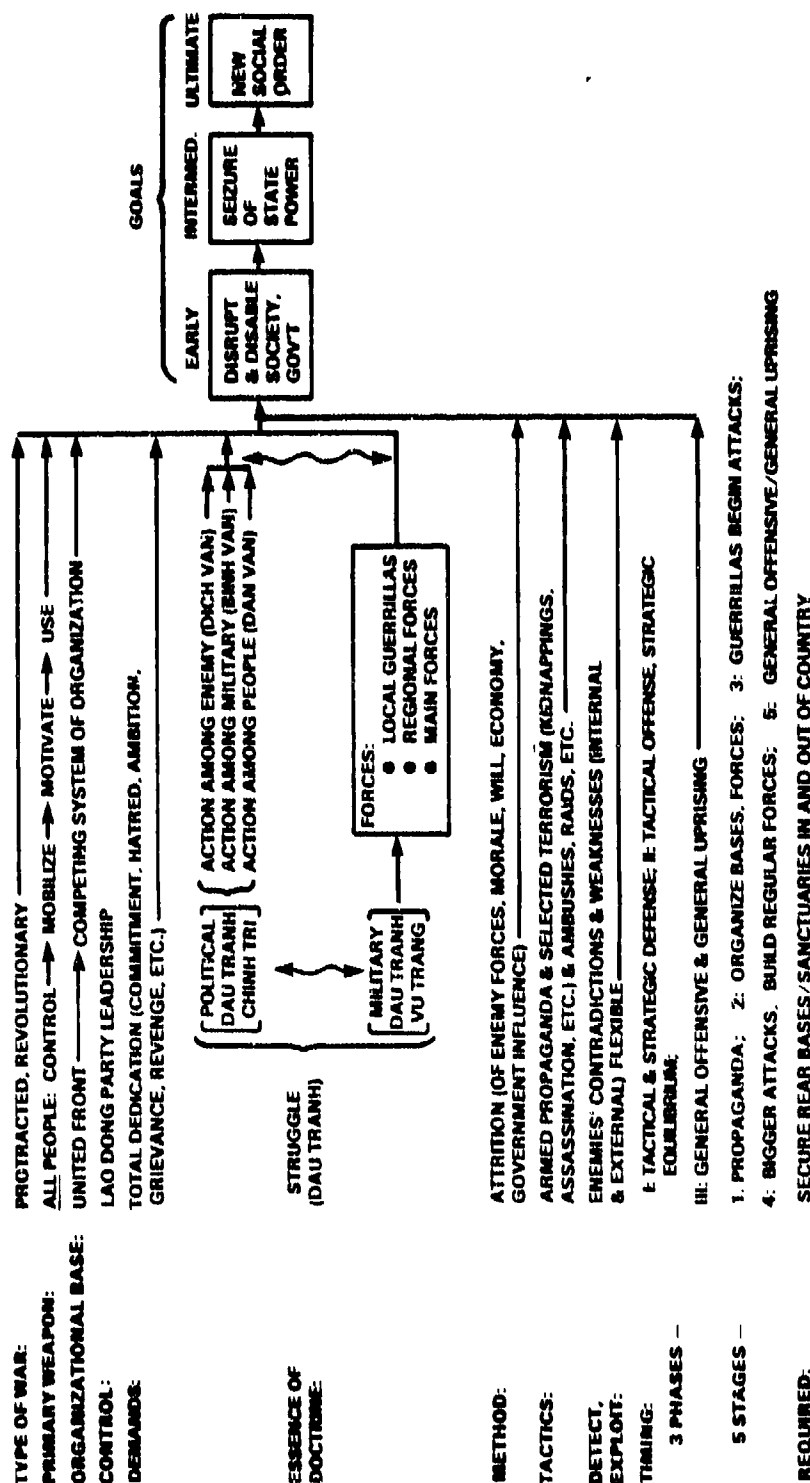 GOALS
EARLY INTERMED. ULTIMATE
DISRUPT
& DISABLE
SOCIETY,
GOV'T
SEIZURE
OF
STATE
POWER
NEW
SOCIAL
ORDER
TYPE OF WAR: PROTRACTED, REVOLUTIONARY
PRIMARY WEAPON: ALL PEOPLE: CONTROL → MOBILIZE → MOTIVATE → USE
ORGANIZATIONAL BASE: UNITED FRONT → COMPETING SYSTEM OF ORGANIZATION
CONTROL: LAO DONG PARTY LEADERSHIP
DEMANDS: TOTAL DEDICATION (COMMITMENT, HATRED, AMBITION,
GRIEVANCE, REVENGE, ETC.)
ESSENCE OF
DOCTRINE:
STRUGGLE
(DAU TRANH)
POLITICAL
DAU TRANH
CHINH TRI
ACTION AMONG ENEMY (DICH VAN)
ACTION AMONG MILITARY (BINH VAN)
ACTION AMONG PEOPLE (DAN VAN)
MILITARY
DAU TRANH
VU TRANG
FORCES:
● LOCAL GUERRILLAS
● REGIONAL FORCES
● MAIN FORCES
METHOD: ATTRITION (OF ENEMY FORCES, MORALE, WILL, ECONOMY,
GOVERNMENT INFLUENCE)
TACTICS: ARMED PROPAGANDA & SELECTED TERRORISM (KIDNAPPINGS,
ASSASSINATION, ETC.) & AMBUSHES, RAIDS, ETC.
DETECT,
EXPLOIT:
ENEMIES' CONTRADICTIONS & WEAKNESSES (INTERNAL
& EXTERNAL) FLEXIBLE
TIMING:
3 PHASES — I: TACTICAL & STRATEGIC DEFENSE; II: TACTICAL OFFENSE, STRATEGIC
EQUILIBRIUM;
III: GENERAL OFFENSIVE & GENERAL UPRISING
5 STAGES — 1. PROPAGANDA; 2: ORGANIZE BASES, FORCES; 3: GUERRILLAS BEGIN ATTACKS;
4: BIGGER ATTACKS, BUILD REGULAR FORCES; 5: GENERAL OFFENSIVE/GENERAL UPRISING
REQUIRED: SECURE REAR BASES/SANCTUARIES IN AND OUT OF COUNTRY